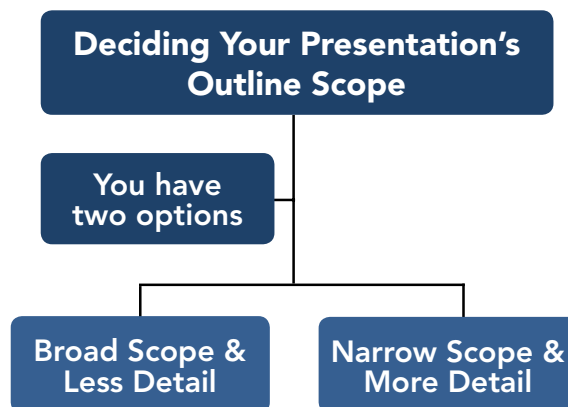 Deciding Your Presentation’s
Outline Scope
You have
two options
Broad Scope &
Less Detail
Narrow Scope &
More Detail